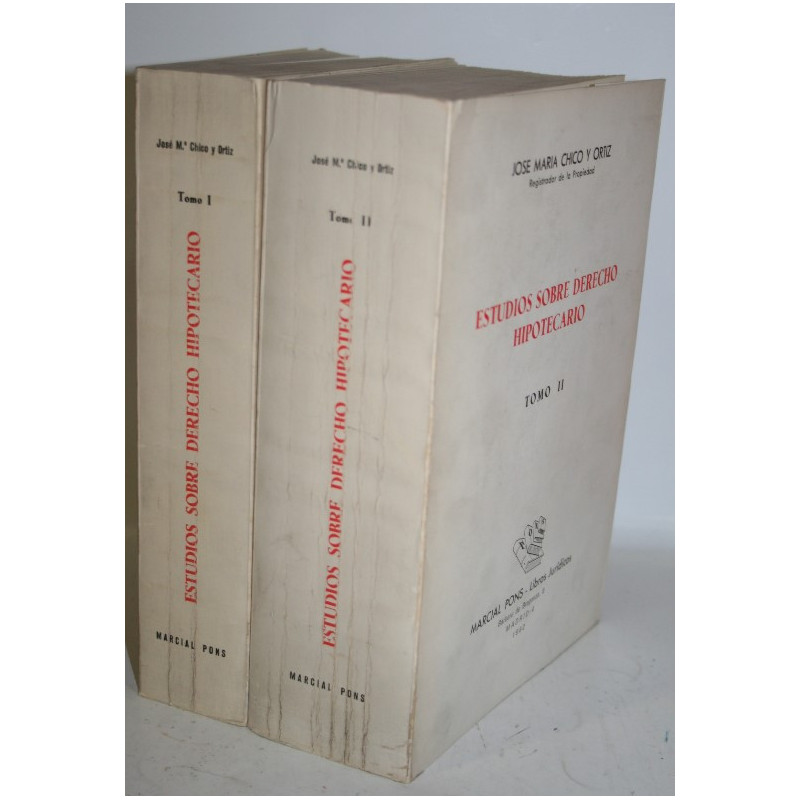 José M.ª Chico y Ortiz
Tomo I
ESTUDIOS SOBRE DERECHO HIPOTECARIO
MARCIAL PONS
José M.ª Chico y Ortiz
Tomo II
ESTUDIOS SOBRE DERECHO HIPOTECARIO
MARCIAL PONS
JOSE MARIA CHICO Y ORTIZ
Registrador de la Propiedad
ESTUDIOS SOBRE DERECHO
HIPOTECARIO
TOMO II
MARCIAL PONS - Libros Jurídicos
MADRID-6